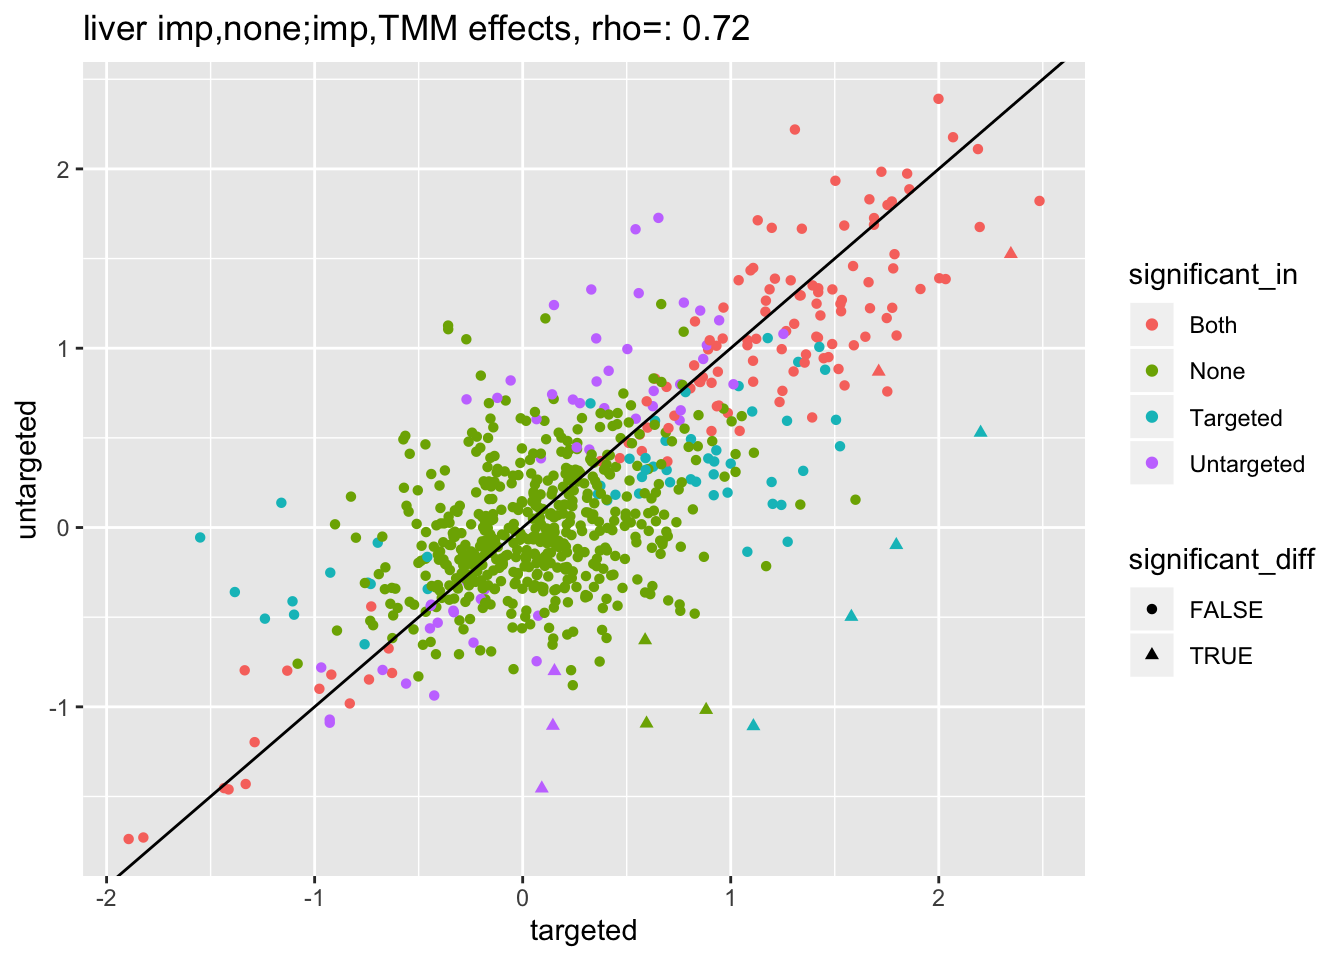 liver imp,none;imp,TMM effects, rho=: 0.72
untargeted
2
1
0
-1
-2
-1
0
1
2
targeted
significant_in
Both
None
Targeted
Untargeted
significant_diff
FALSE
TRUE